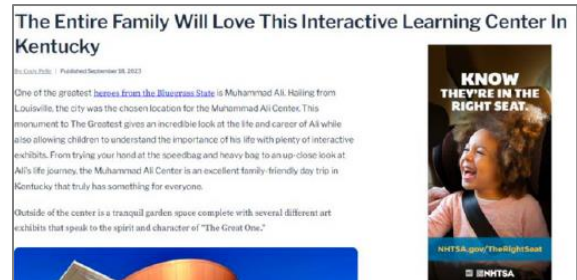 The Entire Family Will Love This Interactive Learning Center In
Kentucky
Published September 18, 2023
One of the greatest heroes from the Bluegrass State is Muhammad Ali. Hailing from
Louisville, the city was the chosen location for the Muhammad Ali Center. This
monument to The Greatest gives an incredible look at the life and career of Ali while
also allowing children to understand the importance of his life with plenty of interactive
exhibits. From trying your hand at the speedbag and heavy bag to an up-close look at
Ali's life journey, the Muhammad Ali Center is an excellent family-friendly day trip in
Kentucky that truly has something for everyone.
Outside of the center is a tranquil garden space complete with several different art
exhibits that speak to the spirit and character of "The Great One."
KNOW
THEY'RE IN THE
RIGHT SEAT.
NHTSA.gov/TheRightSeat
NHTSA